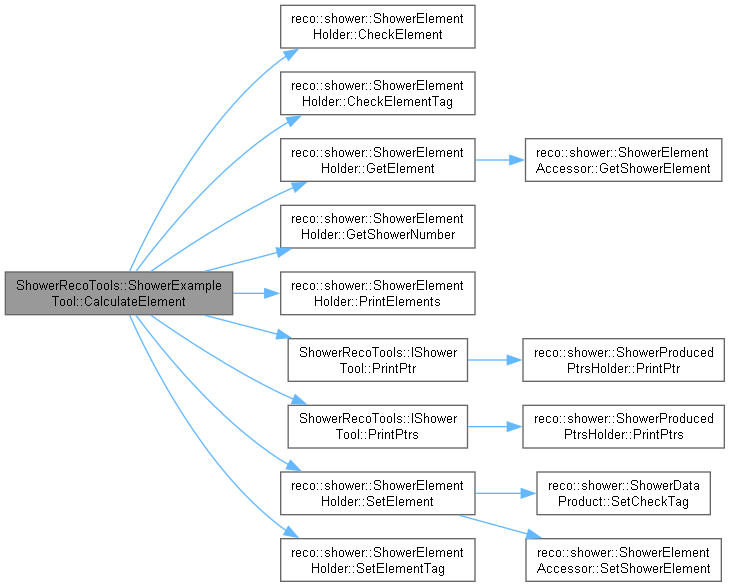 reco::shower::ShowerElement
Holder::CheckElement
reco::shower::ShowerElement
Holder::CheckElementTag
reco::shower::ShowerElement
Holder::GetElement
reco::shower::ShowerElement
Accessor::GetShowerElement
reco::shower::ShowerElement
Holder::GetShowerNumber
ShowerRecoTools::ShowerExample
Tool::CalculateElement
reco::shower::ShowerElement
Holder::PrintElements
ShowerRecoTools::IShower
Tool::PrintPtr
reco::shower::ShowerProduced
PtrsHolder::PrintPtr
ShowerRecoTools::IShower
Tool::PrintPtrs
reco::shower::ShowerProduced
PtrsHolder::PrintPtrs
reco::shower::ShowerElement
Holder::SetElement
reco::shower::ShowerData
Product::SetCheckTag
reco::shower::ShowerElement
Holder::SetElementTag
reco::shower::ShowerElement
Accessor::SetShowerElement